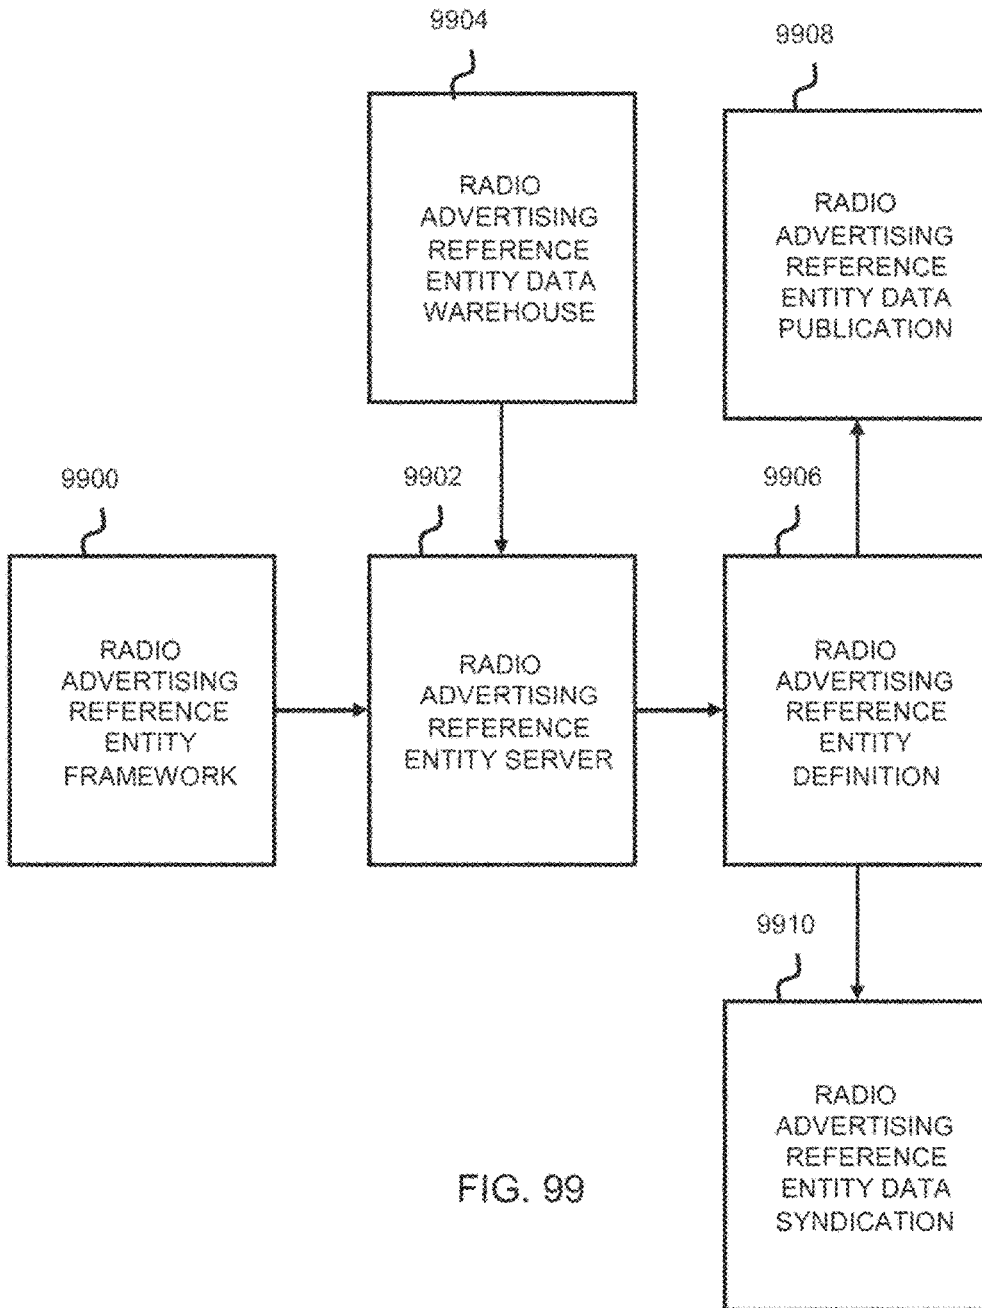 9904
RADIO
ADVERTISING
REFERENCE
ENTITY DATA
WAREHOUSE
9908
RADIO
ADVERTISING
REFERENCE
ENTITY DATA
PUBLICATION
9900
RADIO
ADVERTISING
REFERENCE
ENTITY
FRAMEWORK
9902
RADIO
ADVERTISING
REFERENCE
ENTITY SERVER
9906
RADIO
ADVERTISING
REFERENCE
ENTITY
DEFINITION
9910
RADIO
ADVERTISING
REFERENCE
ENTITY DATA
SYNDICATION
FIG. 99